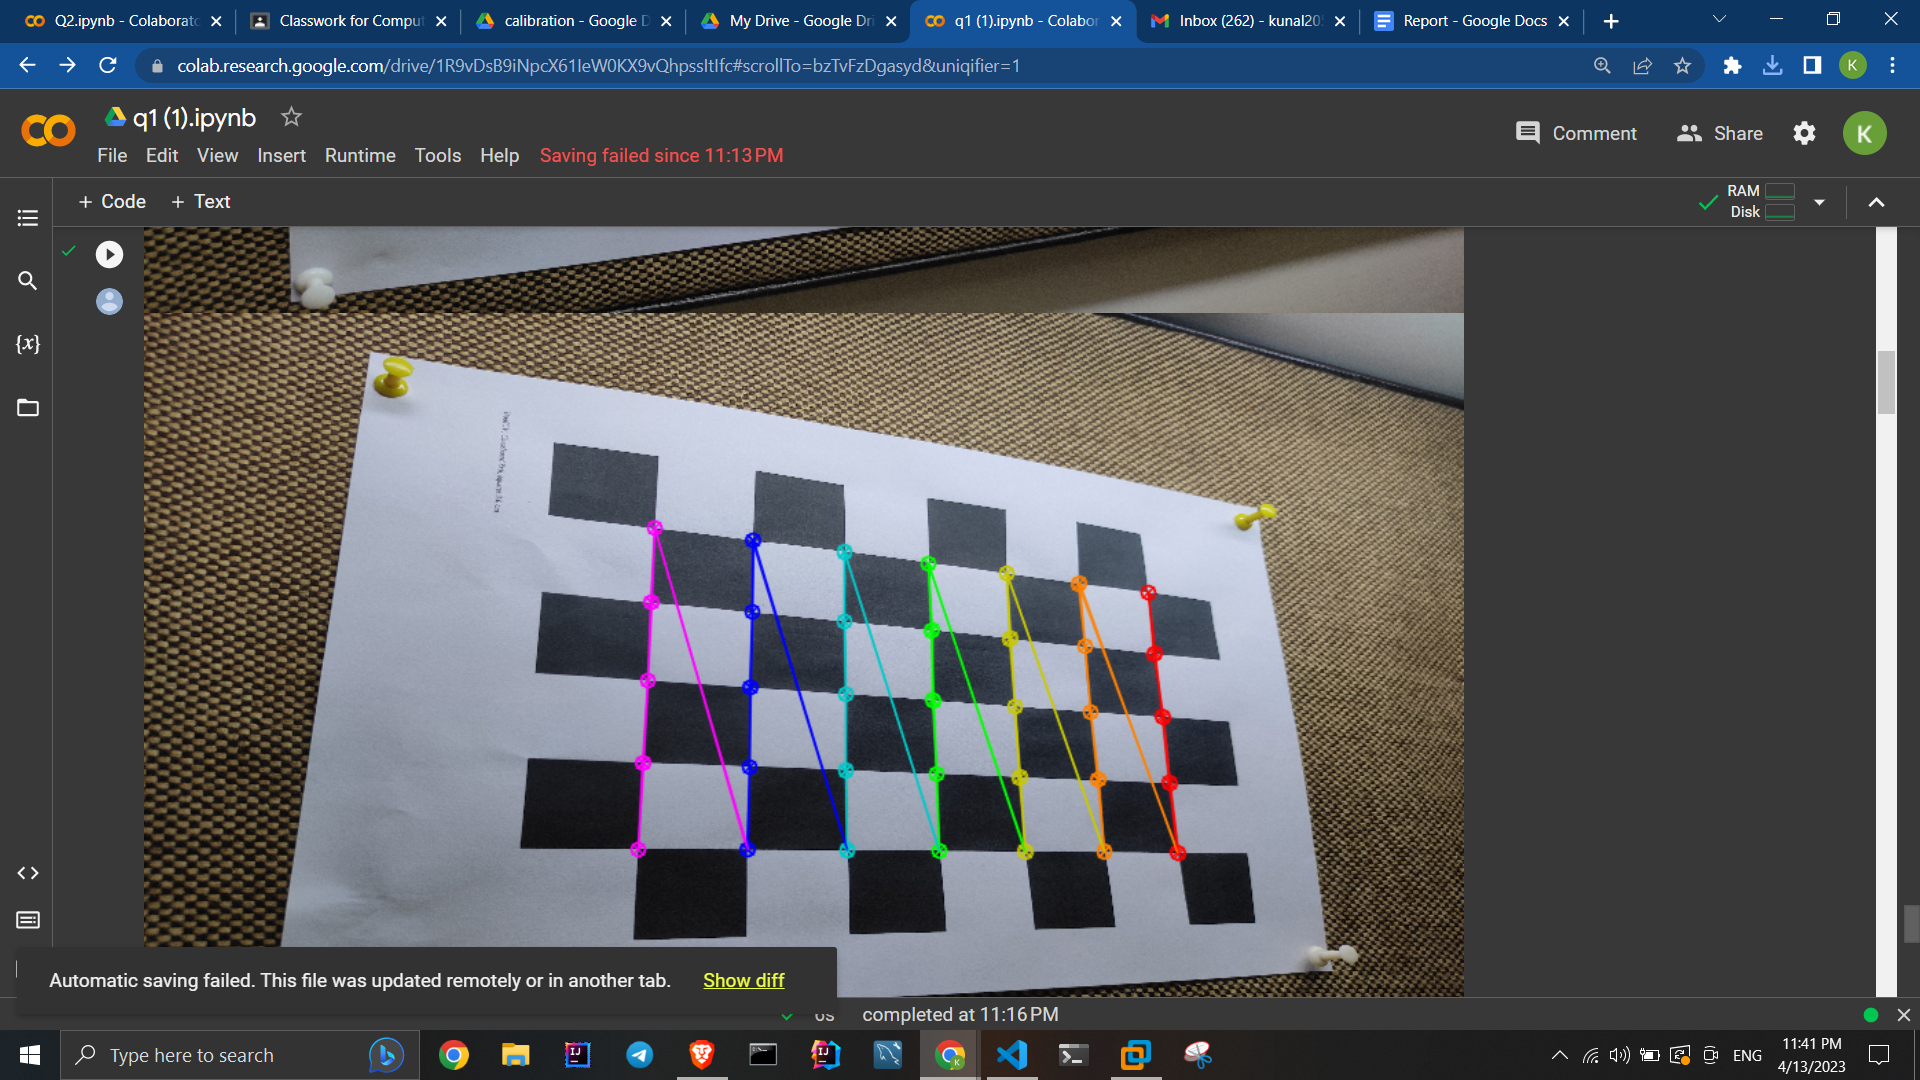 Q2.ipynb - Colaborato
Classwork for Comput
calibration - Google D
My Drive - Google Dri
q1 (1).ipynb - Colabor
Inbox (262) - kunal205
Report - Google Docs
colab.research.google.com/drive/1R9vDsB9iNpcX61IeW0KX9vQhpssItIfc#scrollTo=bzTvFzDgasyd&uniqifier=1
K
q1 (1).ipynb
Comment
Share
K
File Edit View Insert Runtime Tools Help Saving failed since 11:13 PM
+ Code + Text
RAM
Disk
{x}
Automatic saving failed. This file was updated remotely or in another tab. Show diff
completed at 11:16 PM
Type here to search
ENG
11:41 PM
4/13/2023